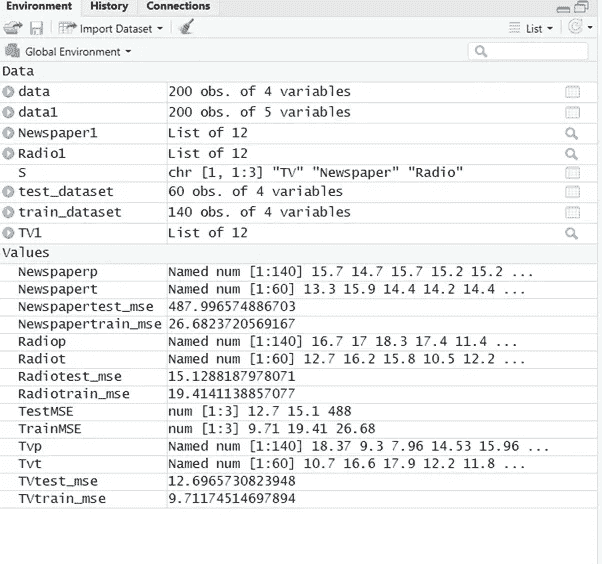 Environment History Connections
Import Dataset List
Global Environment
Data
data 200 obs. of 4 variables
data1 200 obs. of 5 variables
Newspaper1 List of 12
Radio1 List of 12
S chr [1, 1:3] "TV" "Newspaper" "Radio"
test_dataset 60 obs. of 4 variables
train_dataset 140 obs. of 4 variables
TV1 List of 12
Values
Newspaperp Named num [1:140] 15.7 14.7 15.7 15.2 15.2 ...
Newspapert Named num [1:60] 13.3 15.9 14.4 14.2 14.4 ...
Newspapertest_mse 487.996574886703
Newspapertrain_mse 26.6823720569167
Radiop Named num [1:140] 16.7 17 18.3 17.4 11.4 ...
Radiot Named num [1:60] 12.7 16.2 15.8 10.5 12.2 ...
Radiotest_mse 15.1288187978071
Radiotrain_mse 19.4141138857077
TestMSE num [1:3] 12.7 15.1 488
TrainMSE num [1:3] 9.71 19.41 26.68
Tvp Named num [1:140] 18.37 9.3 7.96 14.53 15.96 ...
Tvt Named num [1:60] 10.7 16.6 17.9 12.2 11.8 ...
TVtest_mse 12.6965730823948
TVtrain_mse 9.71174514697894